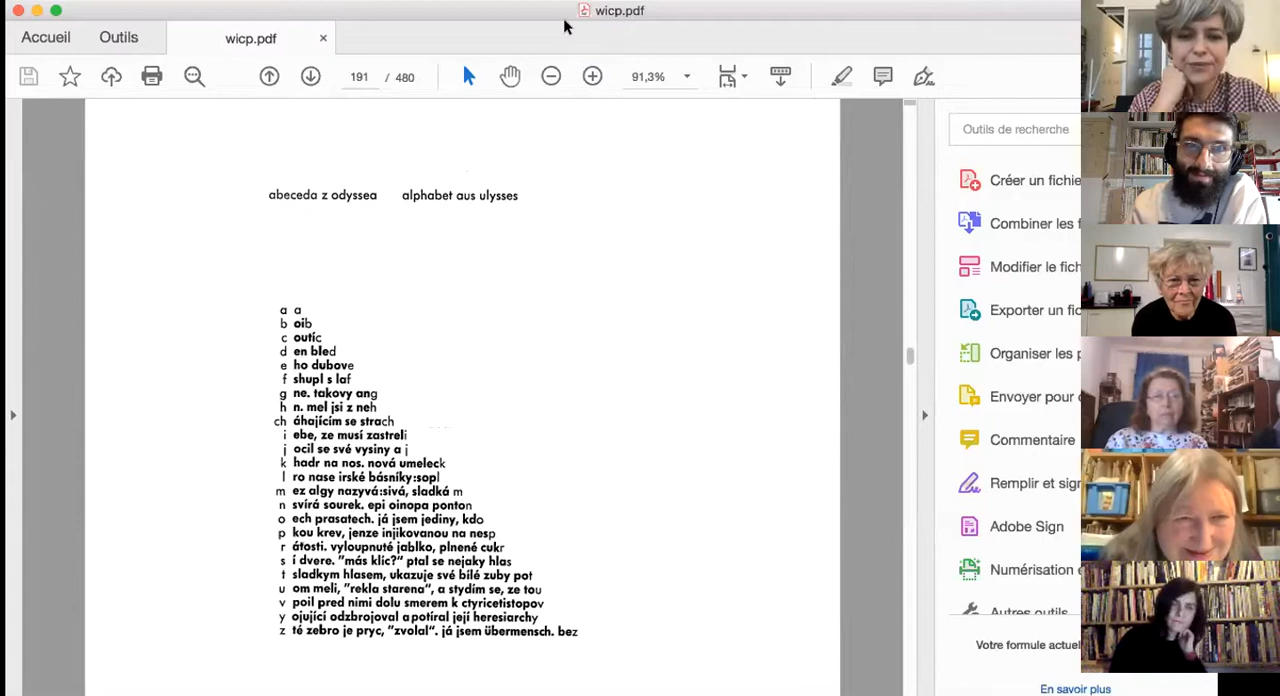 wicp.pdf
Accueil Outils wicp.pdf ×
191 / 480 91,3%
abeceda z odyssea alphabet aus ulysses
a a
b oib
c outíc
d en bled
e ho dubove
f shupl s laf
g ne. takovy ang
h n. mel jsi z neh
ch áhajícím se strach
i ebe, ze musí zastreli
j ocil se své vysiny a j
k hadr na nos. nová umeleck
l ro nase irské básníky:sopl
m ez algy nazyvá:sivá, sladká m
n svírá sourek. epi oinopa ponton
o ech prasatech. já jsem jediny, kdo
p kou krev, jenze injikovanou na nesp
r átosti. vyloupnuté jablko, plnené cukr
s í dvere. "más klic?" ptal se nejaky hlas
t sladkym hlasem, ukazuje své bílé zuby pot
u om meli, "rekla starena", a stydím se, ze tou
v poil pred nimi dolu smerem k ctyricetistopov
y ojující odzbrojoval a potíral její heresiarchy
z té zebro je pryc, "zvolal". já jsem übermensch. bez
Outils de recherche
Créer un fichie
Combiner les f
Modifier le fich
Exporter un fic
Organiser les p
Envoyer pour c
Commentaire
Remplir et sign
Adobe Sign
Numérisation e
Autres outils
Votre formule actuel
En savoir plus